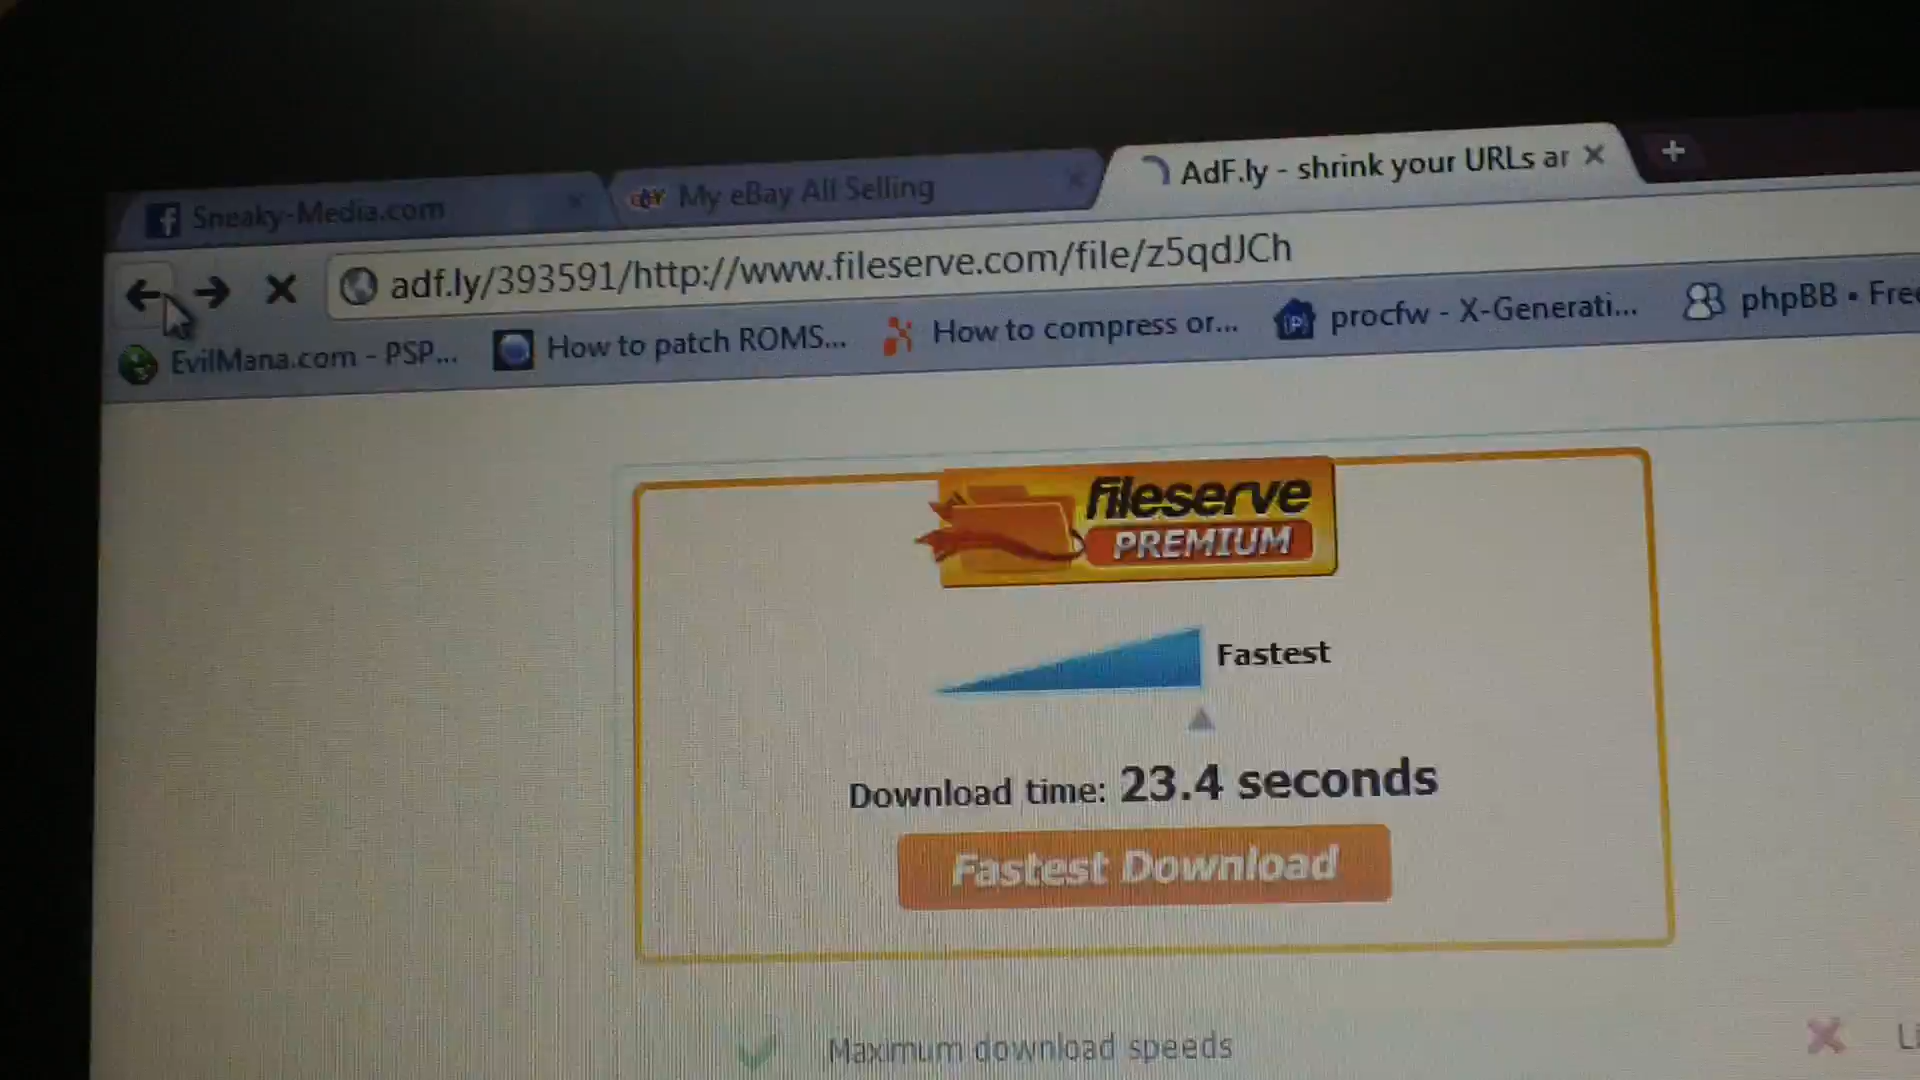 Sneaky-Media.com
My eBay All Selling
AdF.ly - shrink your URLs ar
adf.ly/393591/http://www.fileserve.com/file/z5qdJCh
EvilMana.com - PSP...
How to patch ROMS...
How to compress or...
procfw - X-Generati...
phpBB • Free
fileserve
PREMIUM
Fastest
Download time: 23.4 seconds
Fastest Download
Maximum download speeds